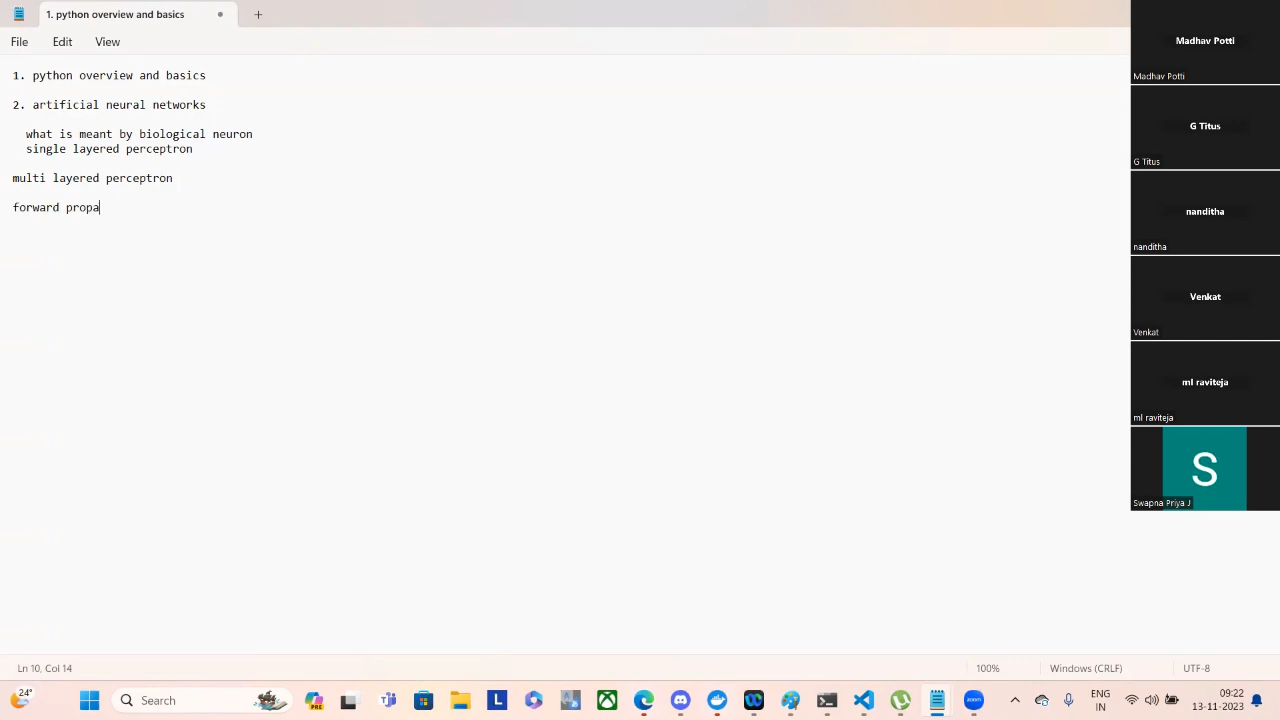 1. python overview and basics
File
Edit
View
1. python overview and basics
2. artificial neural networks
what is meant by biological neuron
single layered perceptron
multi layered perceptron
forward propa
Madhav Potti
Madhav Potti
G Titus
G Titus
nanditha
nanditha
Venkat
Venkat
ml raviteja
ml raviteja
S
Swapna Priya J
Ln 10, Col 14
100%
Windows (CRLF)
UTF-8
24°
Search
PRE
L
zoom
ENG
IN
09:22
13-11-2023